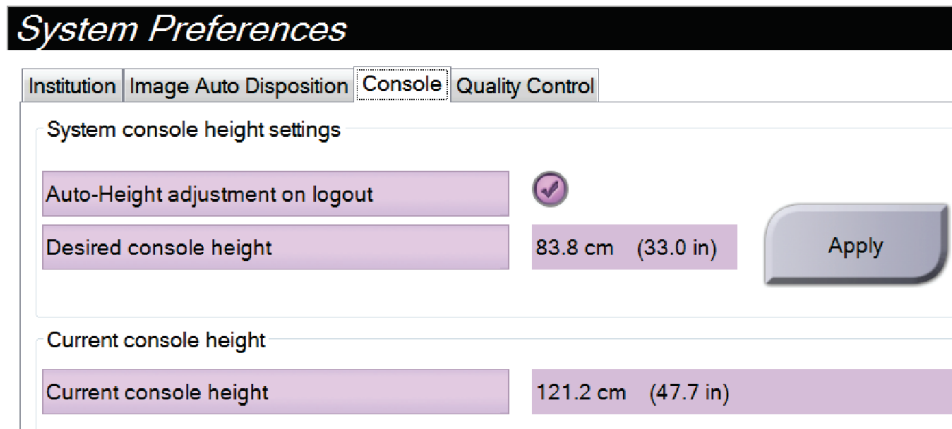 System Preferences
Institution Image Auto Disposition Console Quality Control
System console height settings
Auto-Height adjustment on logout
Desired console height 83.8 cm (33.0 in) Apply
Current console height
Current console height 121.2 cm (47.7 in)